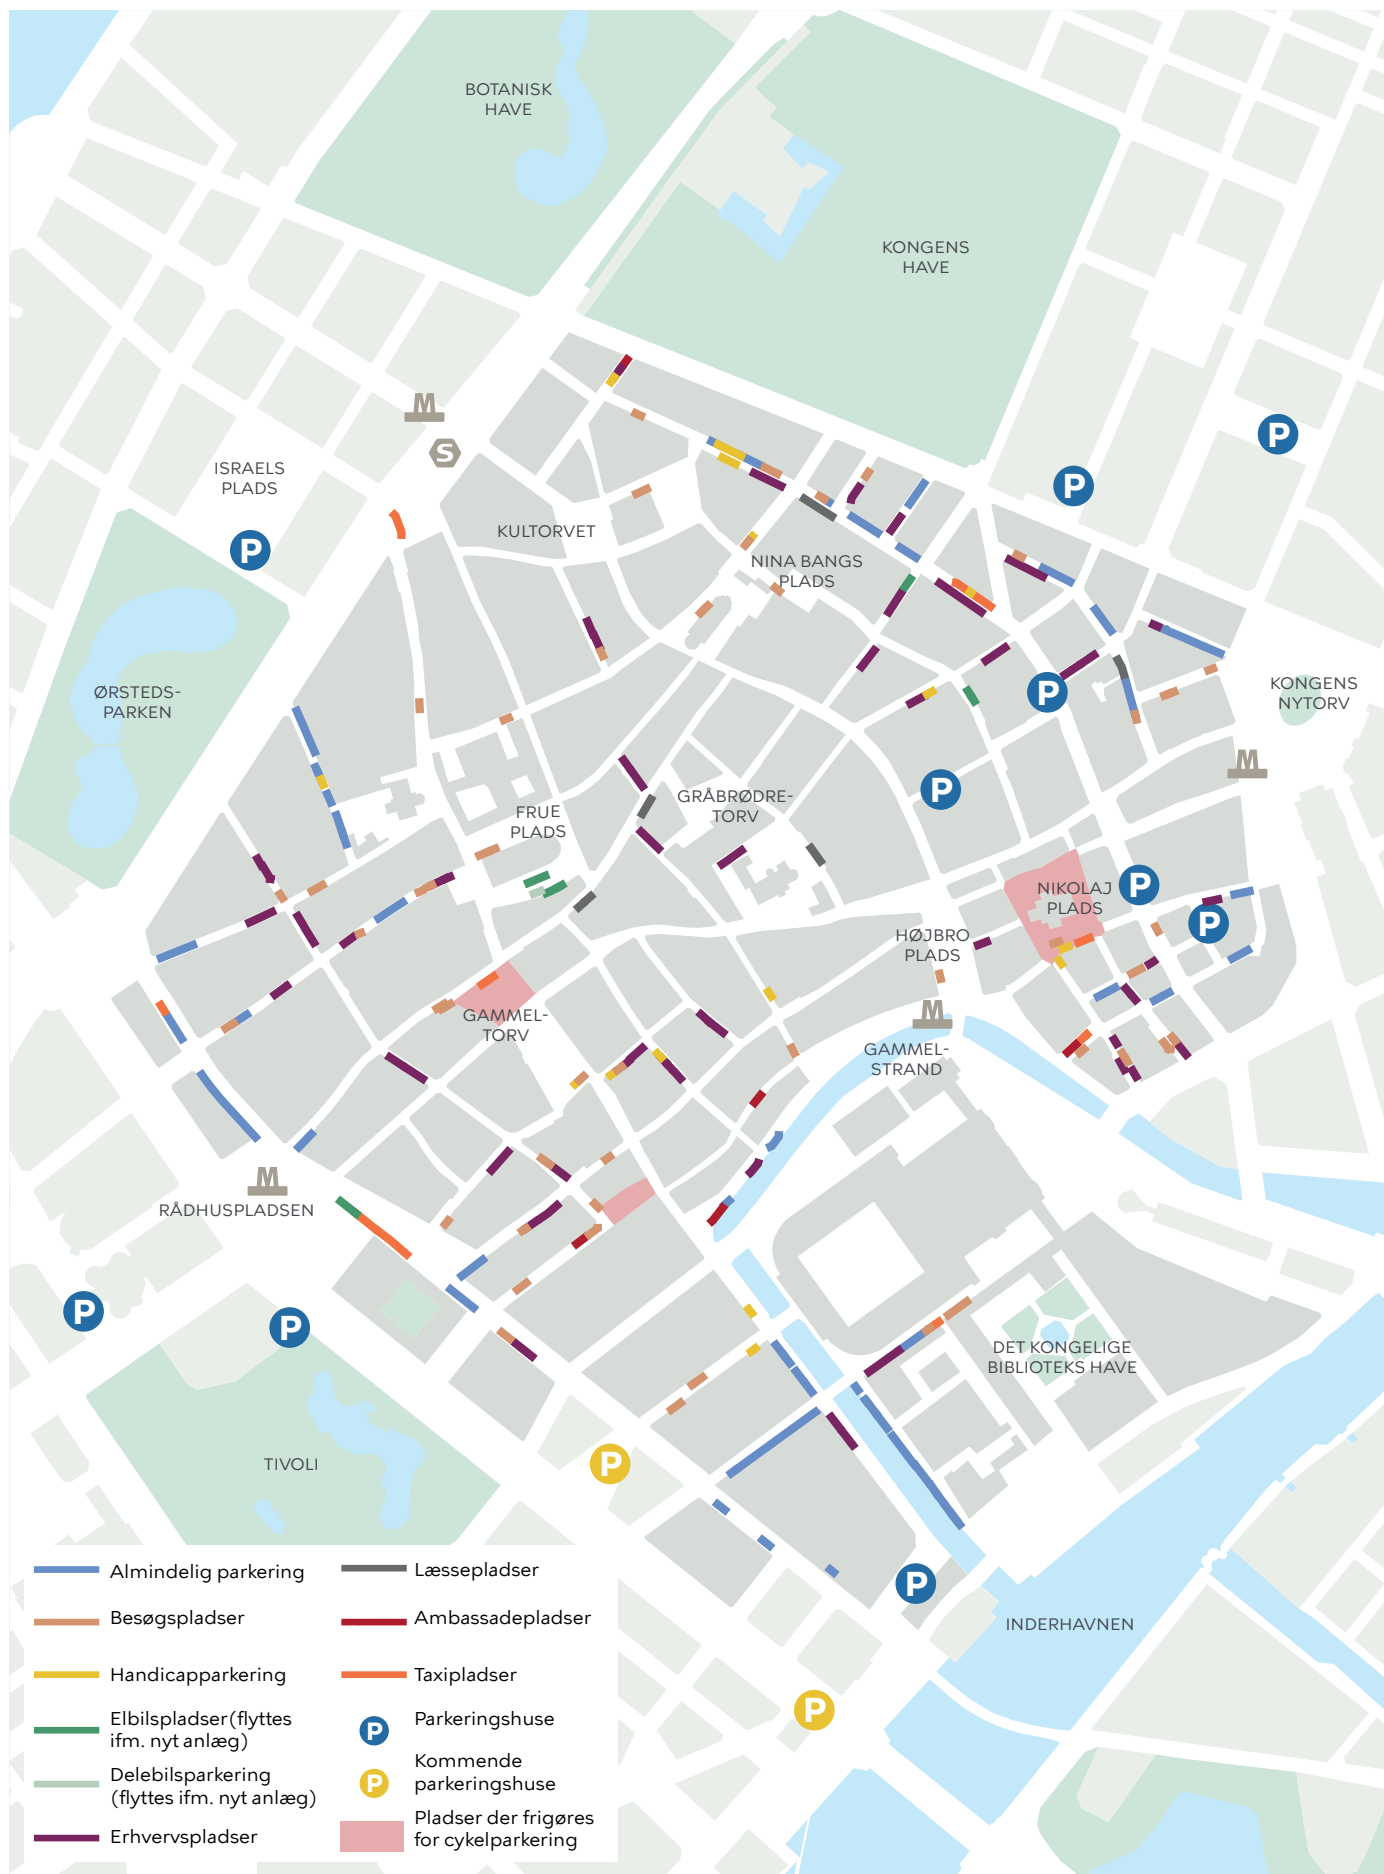 BOTANISK
HAVE
KONGENS
HAVE
M
S
P
P
ISRAELS
PLADS
P
KULTORVET
NINA BANGS
PLADS
ØRSTEDS-
PARKEN
P
KONGENS
NYTORV
M
P
GRÅBRØDRE-
TORV
FRUE
PLADS
NIKOLAJ
PLADS
P
P
HØJBRO
PLADS
M
GAMMEL-
TORV
GAMMEL-
STRAND
M
RÅDHUSPLADSEN
P
P
DET KONGELIGE
BIBLIOTEKS HAVE
TIVOLI
P
P
INDERHAVNEN
P
Almindelig parkering
Besøgspladser
Handicapparkering
Elbilspladser(flyttes
ifm. nyt anlæg)
Delebilsparkering
(flyttes ifm. nyt anlæg)
Erhvervspladser
Læssepladser
Ambassadepladser
Taxipladser
P
Parkeringshuse
P
Kommende
parkeringshuse
Pladser der frigøres
for cykelparkering